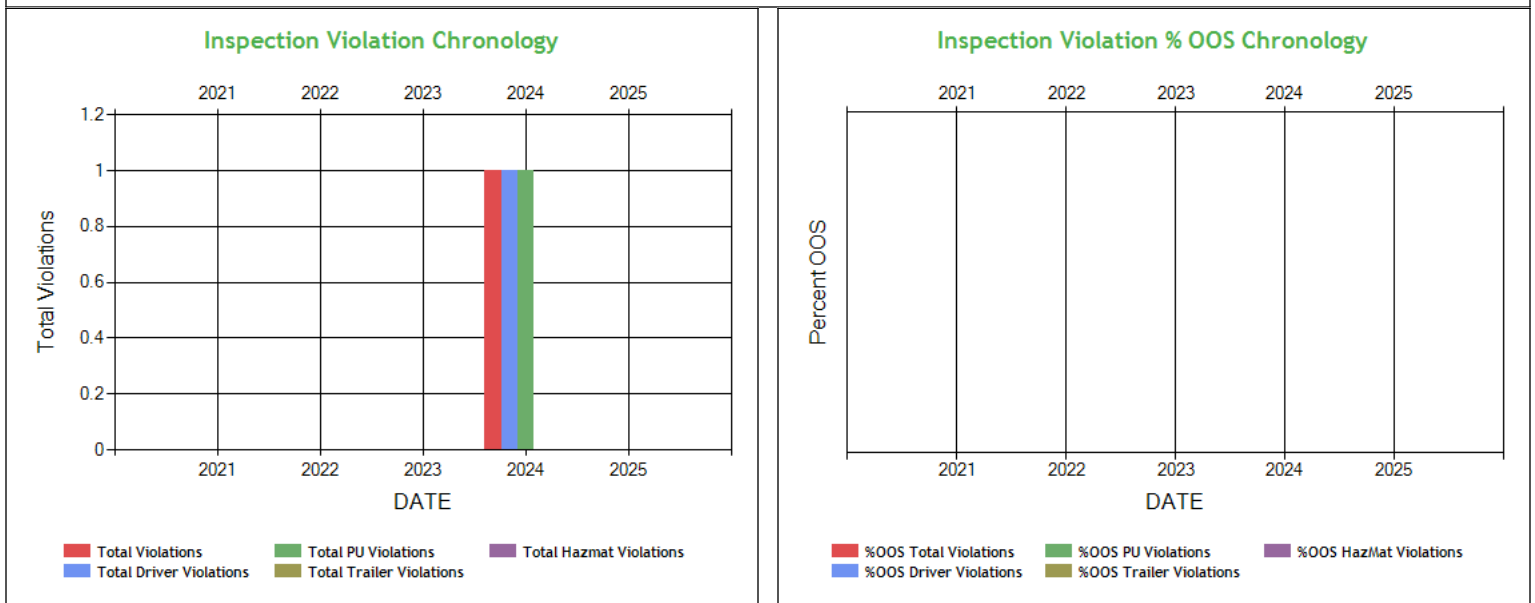 Inspection Violation Chronology
2021 2022 2023 2024 2025
1.2
1
0.8
0.6
0.4
0.2
0
Total Violations
2021 2022 2023 2024 2025
DATE
Total Violations Total PU Violations Total Hazmat Violations
Total Driver Violations Total Trailer Violations
Inspection Violation % OOS Chronology
2021 2022 2023 2024 2025
Percent OOS
2021 2022 2023 2024 2025
DATE
%OOS Total Violations %OOS PU Violations %OOS HazMat Violations
%OOS Driver Violations %OOS Trailer Violations